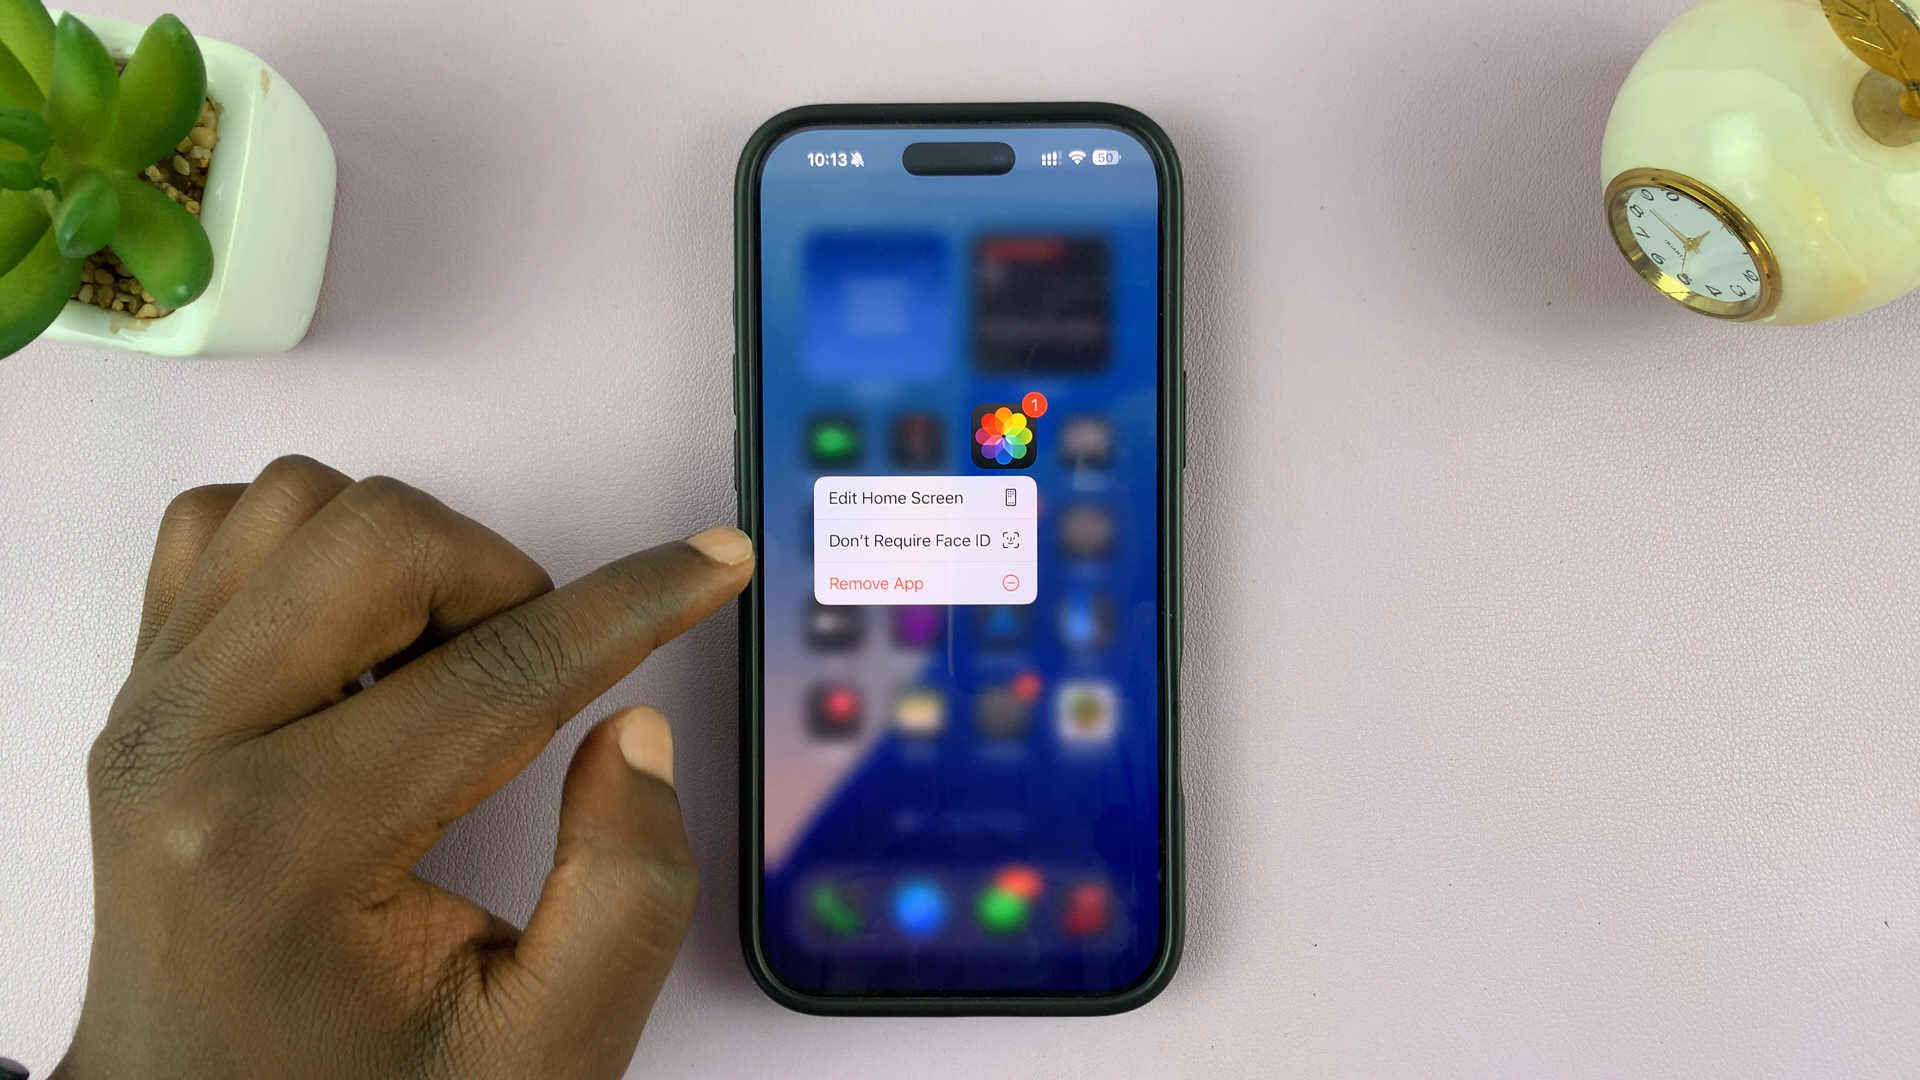 10:13
50
1
Edit Home Screen
Don't Require Face ID
Remove App